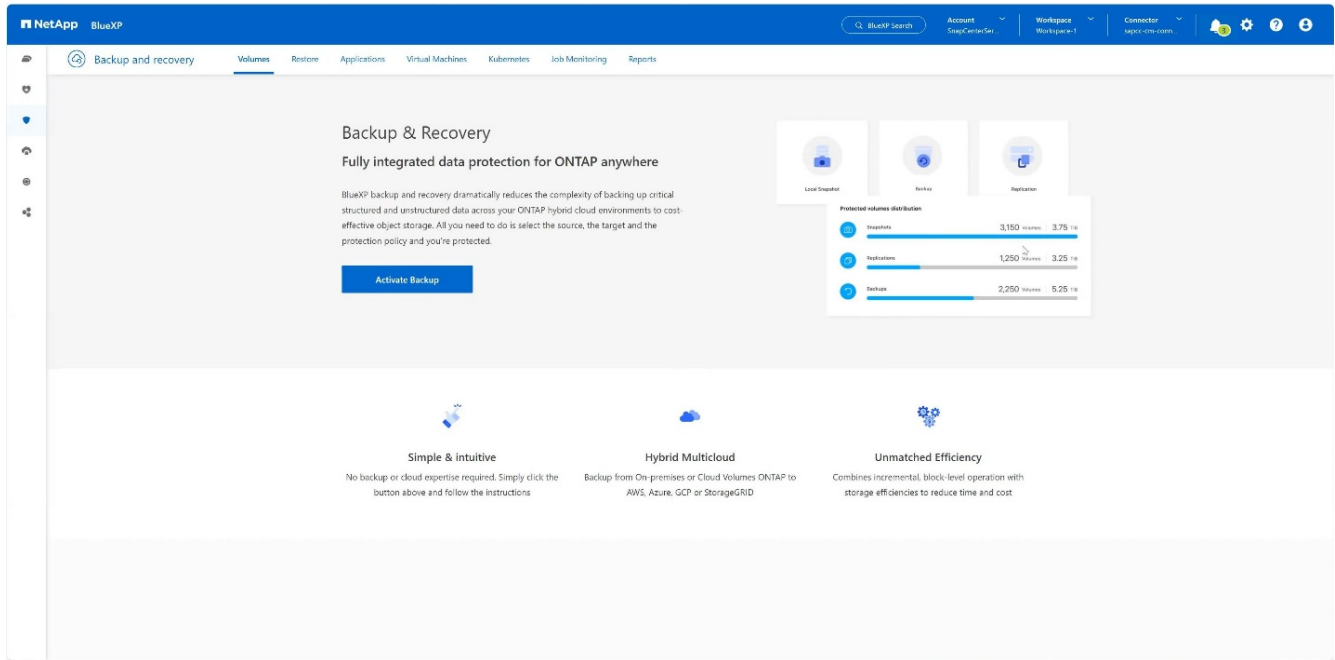 NetApp BlueXP
BlueXP Search
Account
SnapCenterSer...
Workspace
Workspace-1
Connector
sapcc-cm-conn...
3
Backup and recovery
Volumes
Restore
Applications
Virtual Machines
Kubernetes
Job Monitoring
Reports
Backup & Recovery
Fully integrated data protection for ONTAP anywhere
BlueXP backup and recovery dramatically reduces the complexity of backing up critical
structured and unstructured data across your ONTAP hybrid cloud environments to cost-
effective object storage. All you need to do is select the source, the target and the
protection policy and you're protected.
Activate Backup
Local Snapshot
Backup
Replication
Protected volumes distribution
Snapshots
3,150 Volumes
3.75 TiB
Replications
1,250 Volumes
3.25 TiB
Backups
2,250 Volumes
5.25 TiB
Simple & intuitive
No backup or cloud expertise required. Simply click the
button above and follow the instructions
Hybrid Multicloud
Backup from On-premises or Cloud Volumes ONTAP to
AWS, Azure, GCP or StorageGRID
Unmatched Efficiency
Combines incremental, block-level operation with
storage efficiencies to reduce time and cost